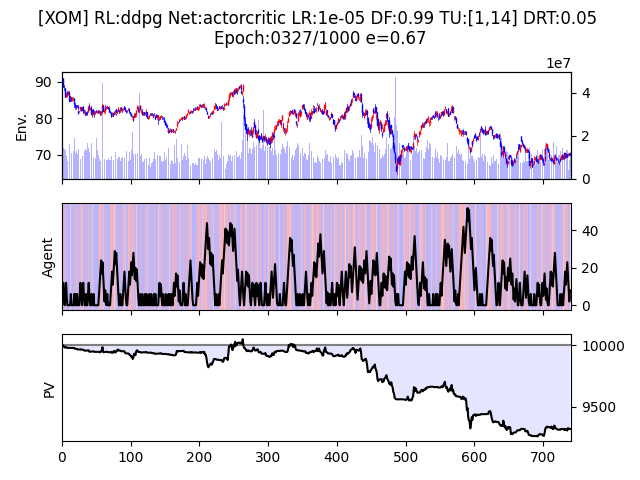 [XOM] RL:ddpg Net:actorcritic LR:1e-05 DF:0.99 TU:[1,14] DRT:0.05
Epoch:0327/1000 e=0.67
1e7
90
80
70
Env.
4
2
0
Agent
40
20
0
PV
10000
9500
0 100 200 300 400 500 600 700